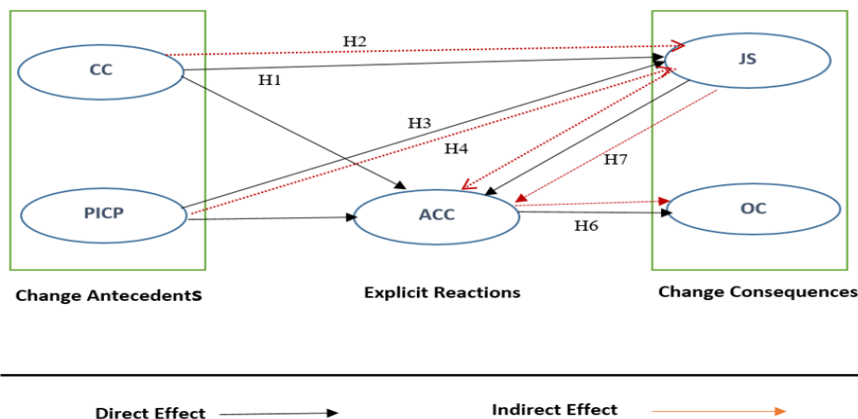 H2
CC
JS
H1
H3
H4
H7
PICP
ACC
OC
H6
Change Antecedents
Explicit Reactions
Change Consequences
Direct Effect
Indirect Effect